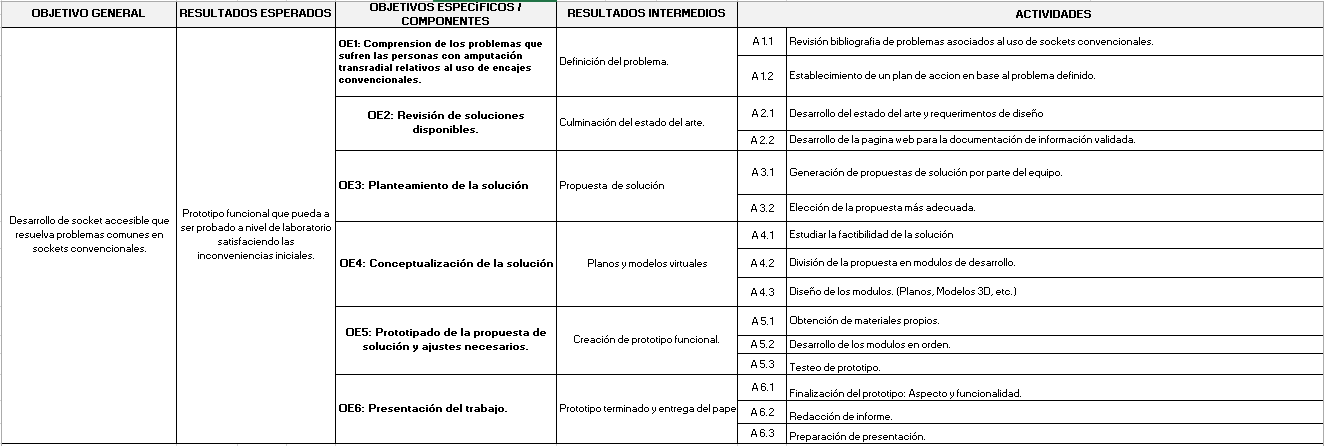 OBJETIVO GENERAL
RESULTADOS ESPERADOS
OBJETIVOS ESPECÍFICOS /
COMPONENTES
RESULTADOS INTERMEDIOS
ACTIVIDADES
Desarrollo de socket accesible que
resuelva problemas comunes en
sockets convencionales.
Prototipo funcional que pueda a
ser probado a nivel de laboratorio
satisfaciendo las
inconveniencias iniciales.
OE1: Comprension de los problemas que
sufren las personas con amputación
transradial relativos al uso de encajes
convencionales.
Definición del problema.
A 1.1 Revisión bibliografia de problemas asociados al uso de sockets convencionales.
A 1.2 Establecimiento de un plan de accion en base al problema definido.
OE2: Revisión de soluciones
disponibles.
Culminación del estado del arte.
A 2.1 Desarrollo del estado del arte y requerimentos de diseño
A 2.2 Desarrollo de la pagina web para la documentación de información validada.
OE3: Planteamiento de la solución
Propuesta de solución
A 3.1 Generación de propuestas de solución por parte del equipo.
A 3.2 Elección de la propuesta más adecuada.
OE4: Conceptualización de la solución
Planos y modelos virtuales
A 4.1 Estudiar la factibilidad de la solución
A 4.2 División de la propuesta en modulos de desarrollo.
A 4.3 Diseño de los modulos. (Planos, Modelos 3D, etc.)
OE5: Prototipado de la propuesta de
solución y ajustes necesarios.
Creación de prototipo funcional.
A 5.1 Obtención de materiales propios.
A 5.2 Desarrollo de los modulos en orden.
A 5.3 Testeo de prototipo.
OE6: Presentación del trabajo.
Prototipo terminado y entrega del pape
A 6.1 Finalización del prototipo: Aspecto y funcionalidad.
A 6.2 Redacción de informe.
A 6.3 Preparación de presentación.